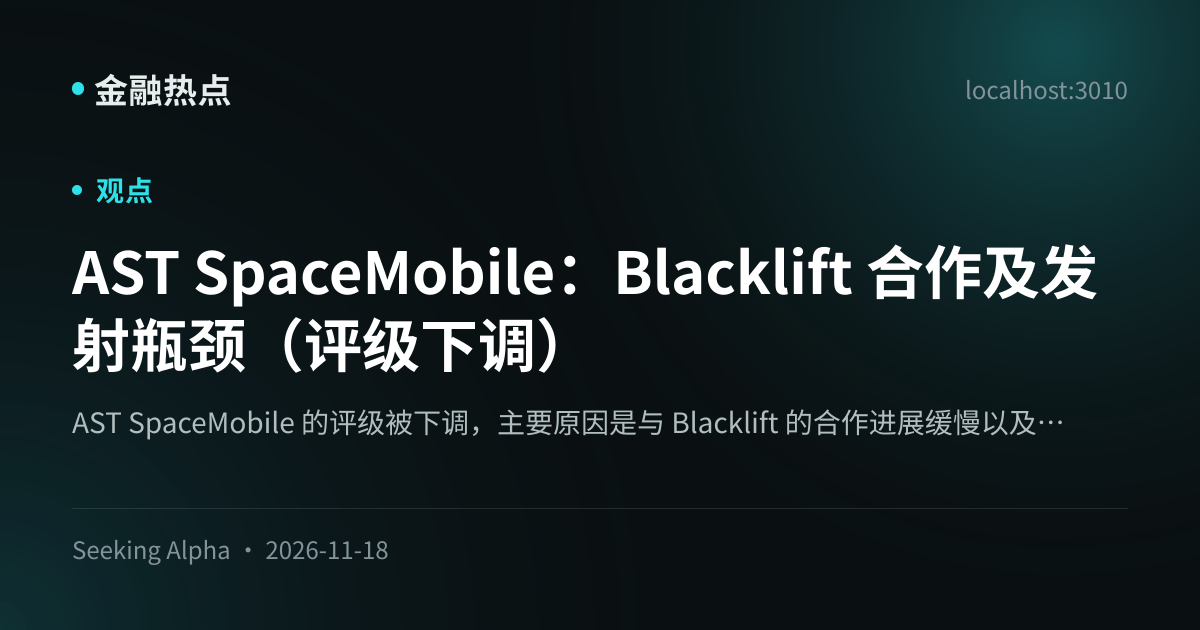 金融热点
localhost:3010
观点
AST SpaceMobile：Blacklift 合作及发
射瓶颈（评级下调）
AST SpaceMobile 的评级被下调，主要原因是与 Blacklift 的合作进展缓慢以及…
Seeking Alpha • 2026-11-18